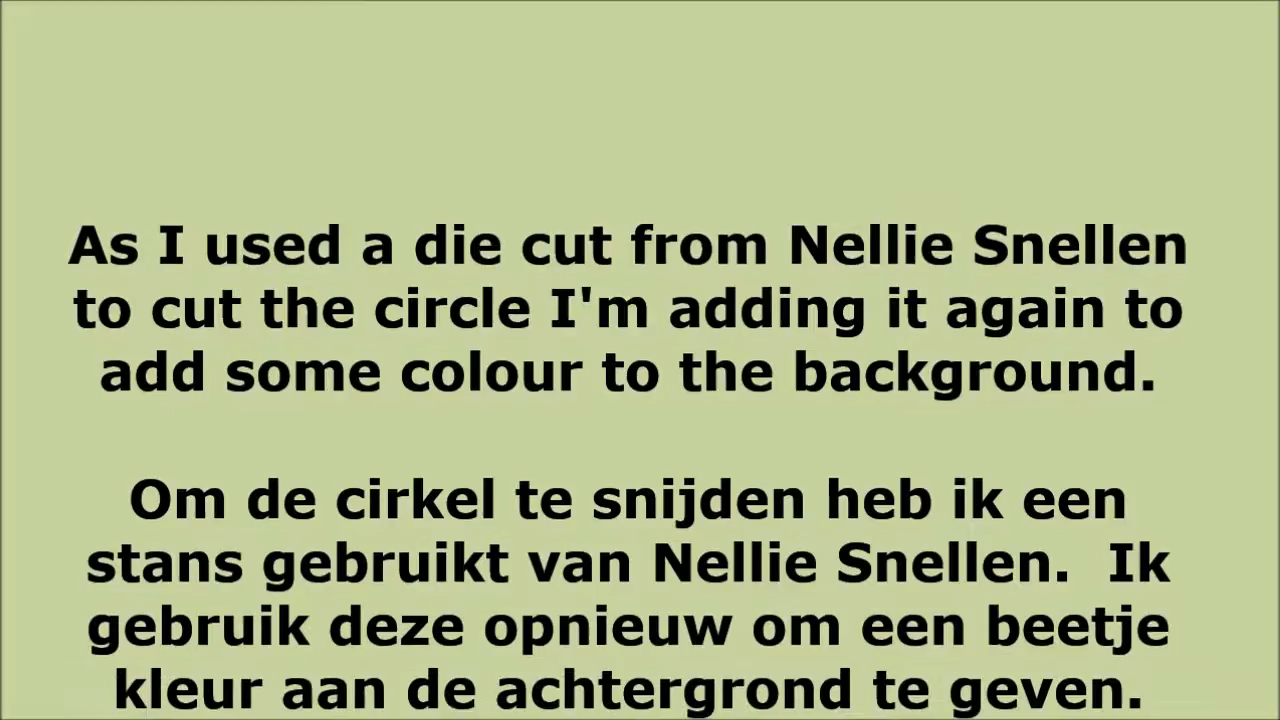 As I used a die cut from Nellie Snellen
to cut the circle I'm adding it again to
add some colour to the background.
Om de cirkel te snijden heb ik een
stans gebruikt van Nellie Snellen.  Ik
gebruik deze opnieuw om een beetje
kleur aan de achtergrond te geven.